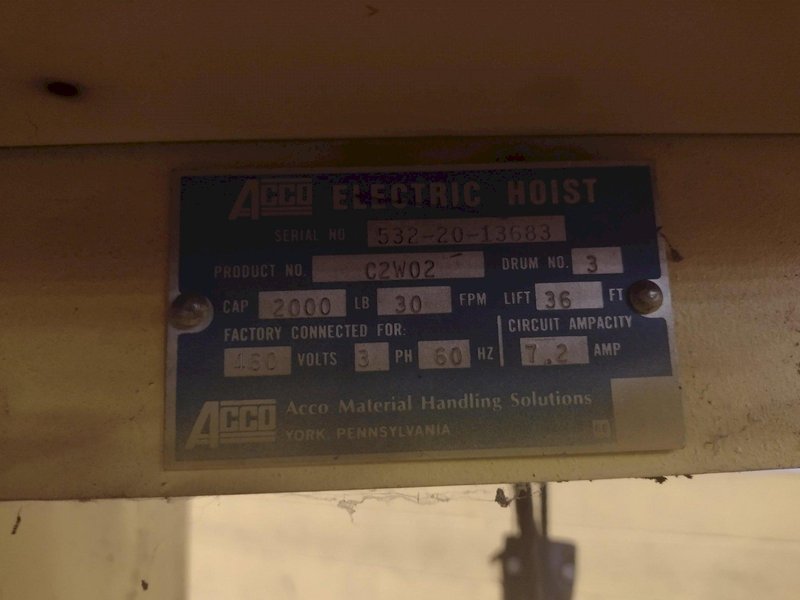 ACCO ELECTRIC HOIST
SERIAL NO. 532-20-13683
PRODUCT NO. C2W02 DRUM NO. 3
CAP 2000 LB 30 FPM LIFT 36 FT
FACTORY CONNECTED FOR: CIRCUIT AMPACITY
460 VOLTS 3 PH 60 HZ 7.2 AMP
ACCO Acco Material Handling Solutions
YORK, PENNSYLVANIA